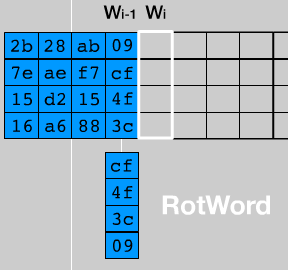 Wi-1 Wi
2b 28 ab 09
7e ae f7 cf
15 d2 15 4f
16 a6 88 3c
cf
4f
3c
09
RotWord